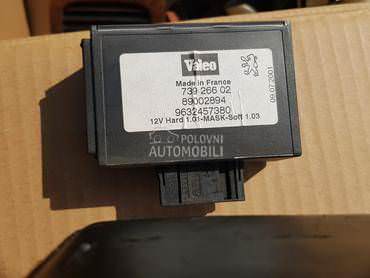 Valeo
Made in France
739 266 02
89002894
9632457380
12V Hard 1.01-MASK-Soft 1.03
09.07.2001
POLOVNI
AUTOMOBILI